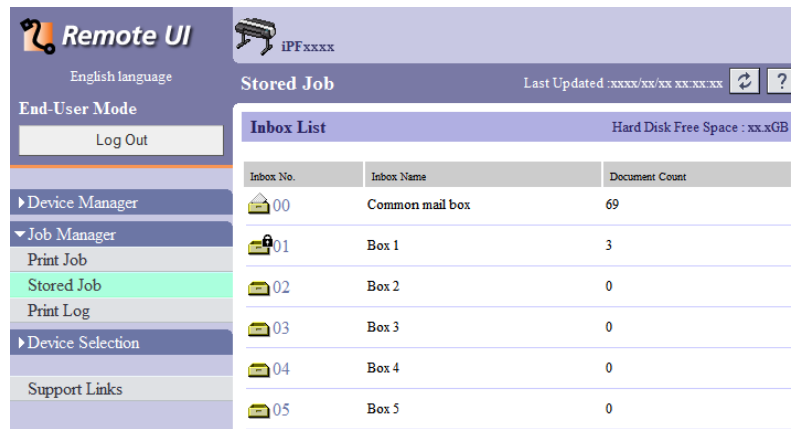 Remote UI
English language
End-User Mode
Log Out
Device Manager
Job Manager
Print Job
Stored Job
Print Log
Device Selection
Support Links
iPFxxxx
Stored Job Last Updated :xxxx/xx/xx xx:xx:xx ?
Inbox List Hard Disk Free Space : xx.xGB
Inbox No. Inbox Name Document Count
00 Common mail box 69
01 Box 1 3
02 Box 2 0
03 Box 3 0
04 Box 4 0
05 Box 5 0